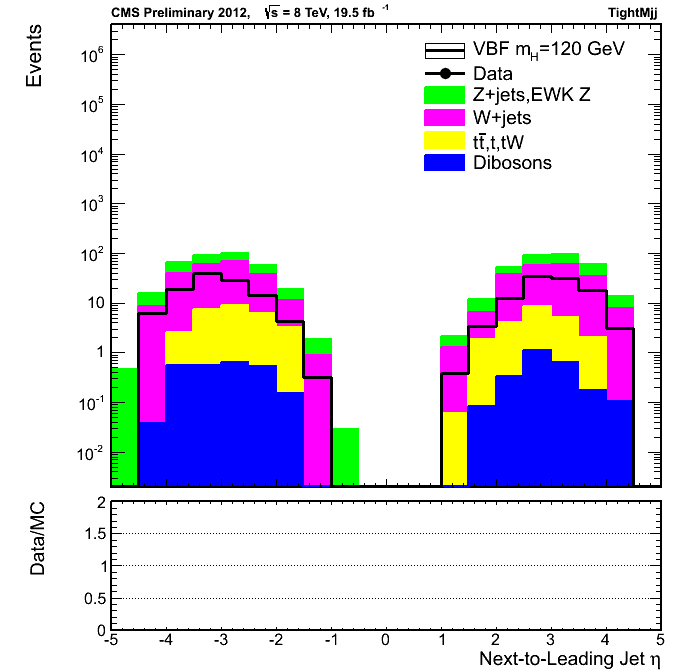 CMS Preliminary 2012, √s = 8 TeV, 19.5 fb⁻¹ TightMjj
Events
10⁶
10⁵
10⁴
10³
10²
10
1
10⁻¹
10⁻²
VBF m_H=120 GeV
Data
Z+jets,EWK Z
W+jets
tt̄,t,tW
Dibosons
Data/MC
2
1.5
1
0.5
0
-5 -4 -3 -2 -1 0 1 2 3 4 5
Next-to-Leading Jet η